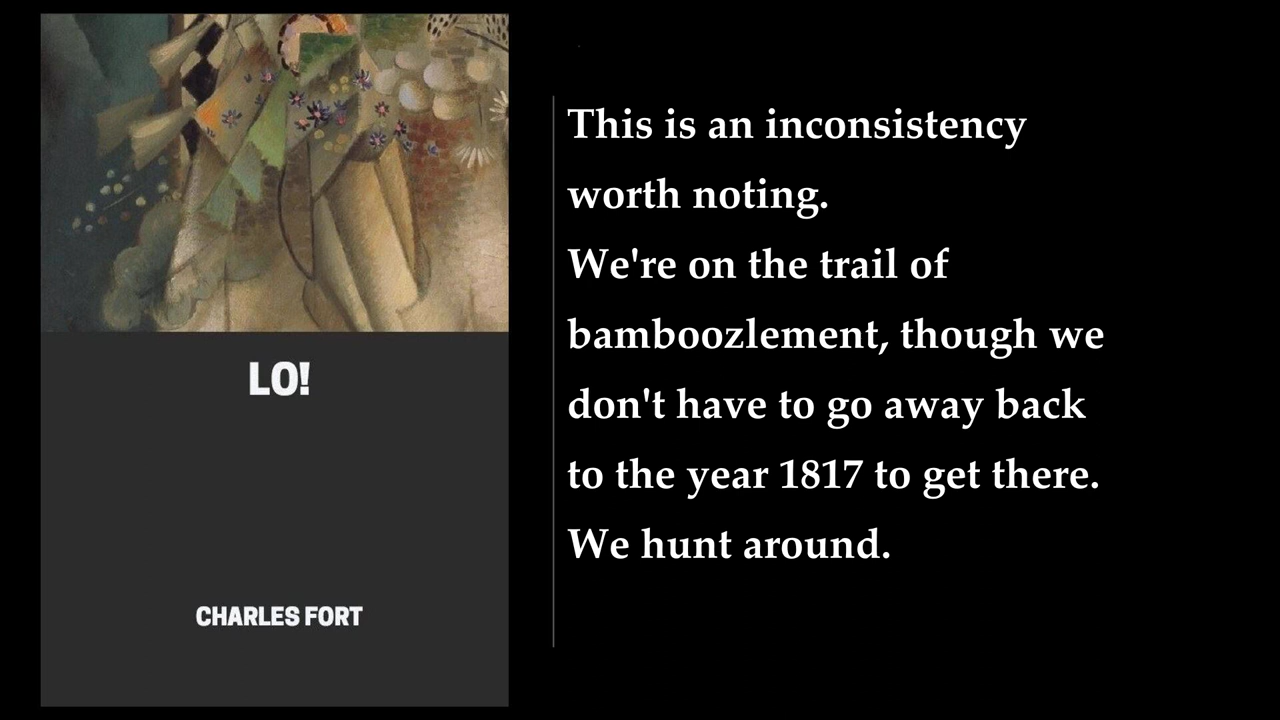 LO!
CHARLES FORT
This is an inconsistency
worth noting.
We're on the trail of
bamboozlement, though we
don't have to go away back
to the year 1817 to get there.
We hunt around.